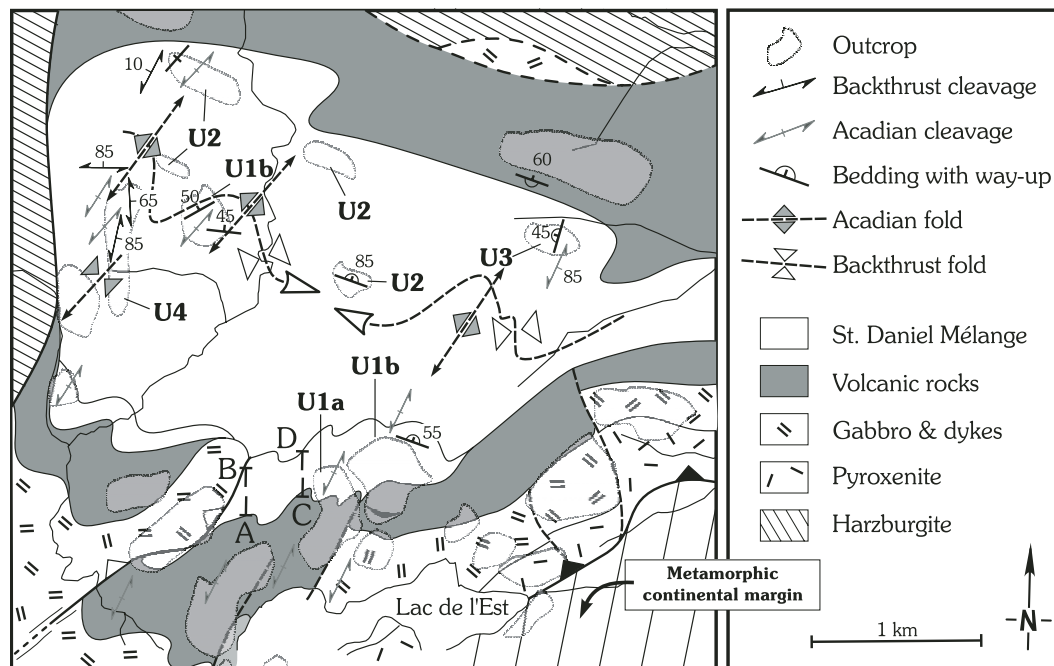 10
U2
85
U1b
65
50
45
85
U2
U4
85
U2
60
45
U3
85
U1b
U1a
55
D
B
A
C
Lac de l'Est
Metamorphic
continental margin
Outcrop
Backthrust cleavage
Acadian cleavage
Bedding with way-up
Acadian fold
Backthrust fold
St. Daniel Mélange
Volcanic rocks
Gabbro & dykes
Pyroxenite
Harzburgite
1 km
N